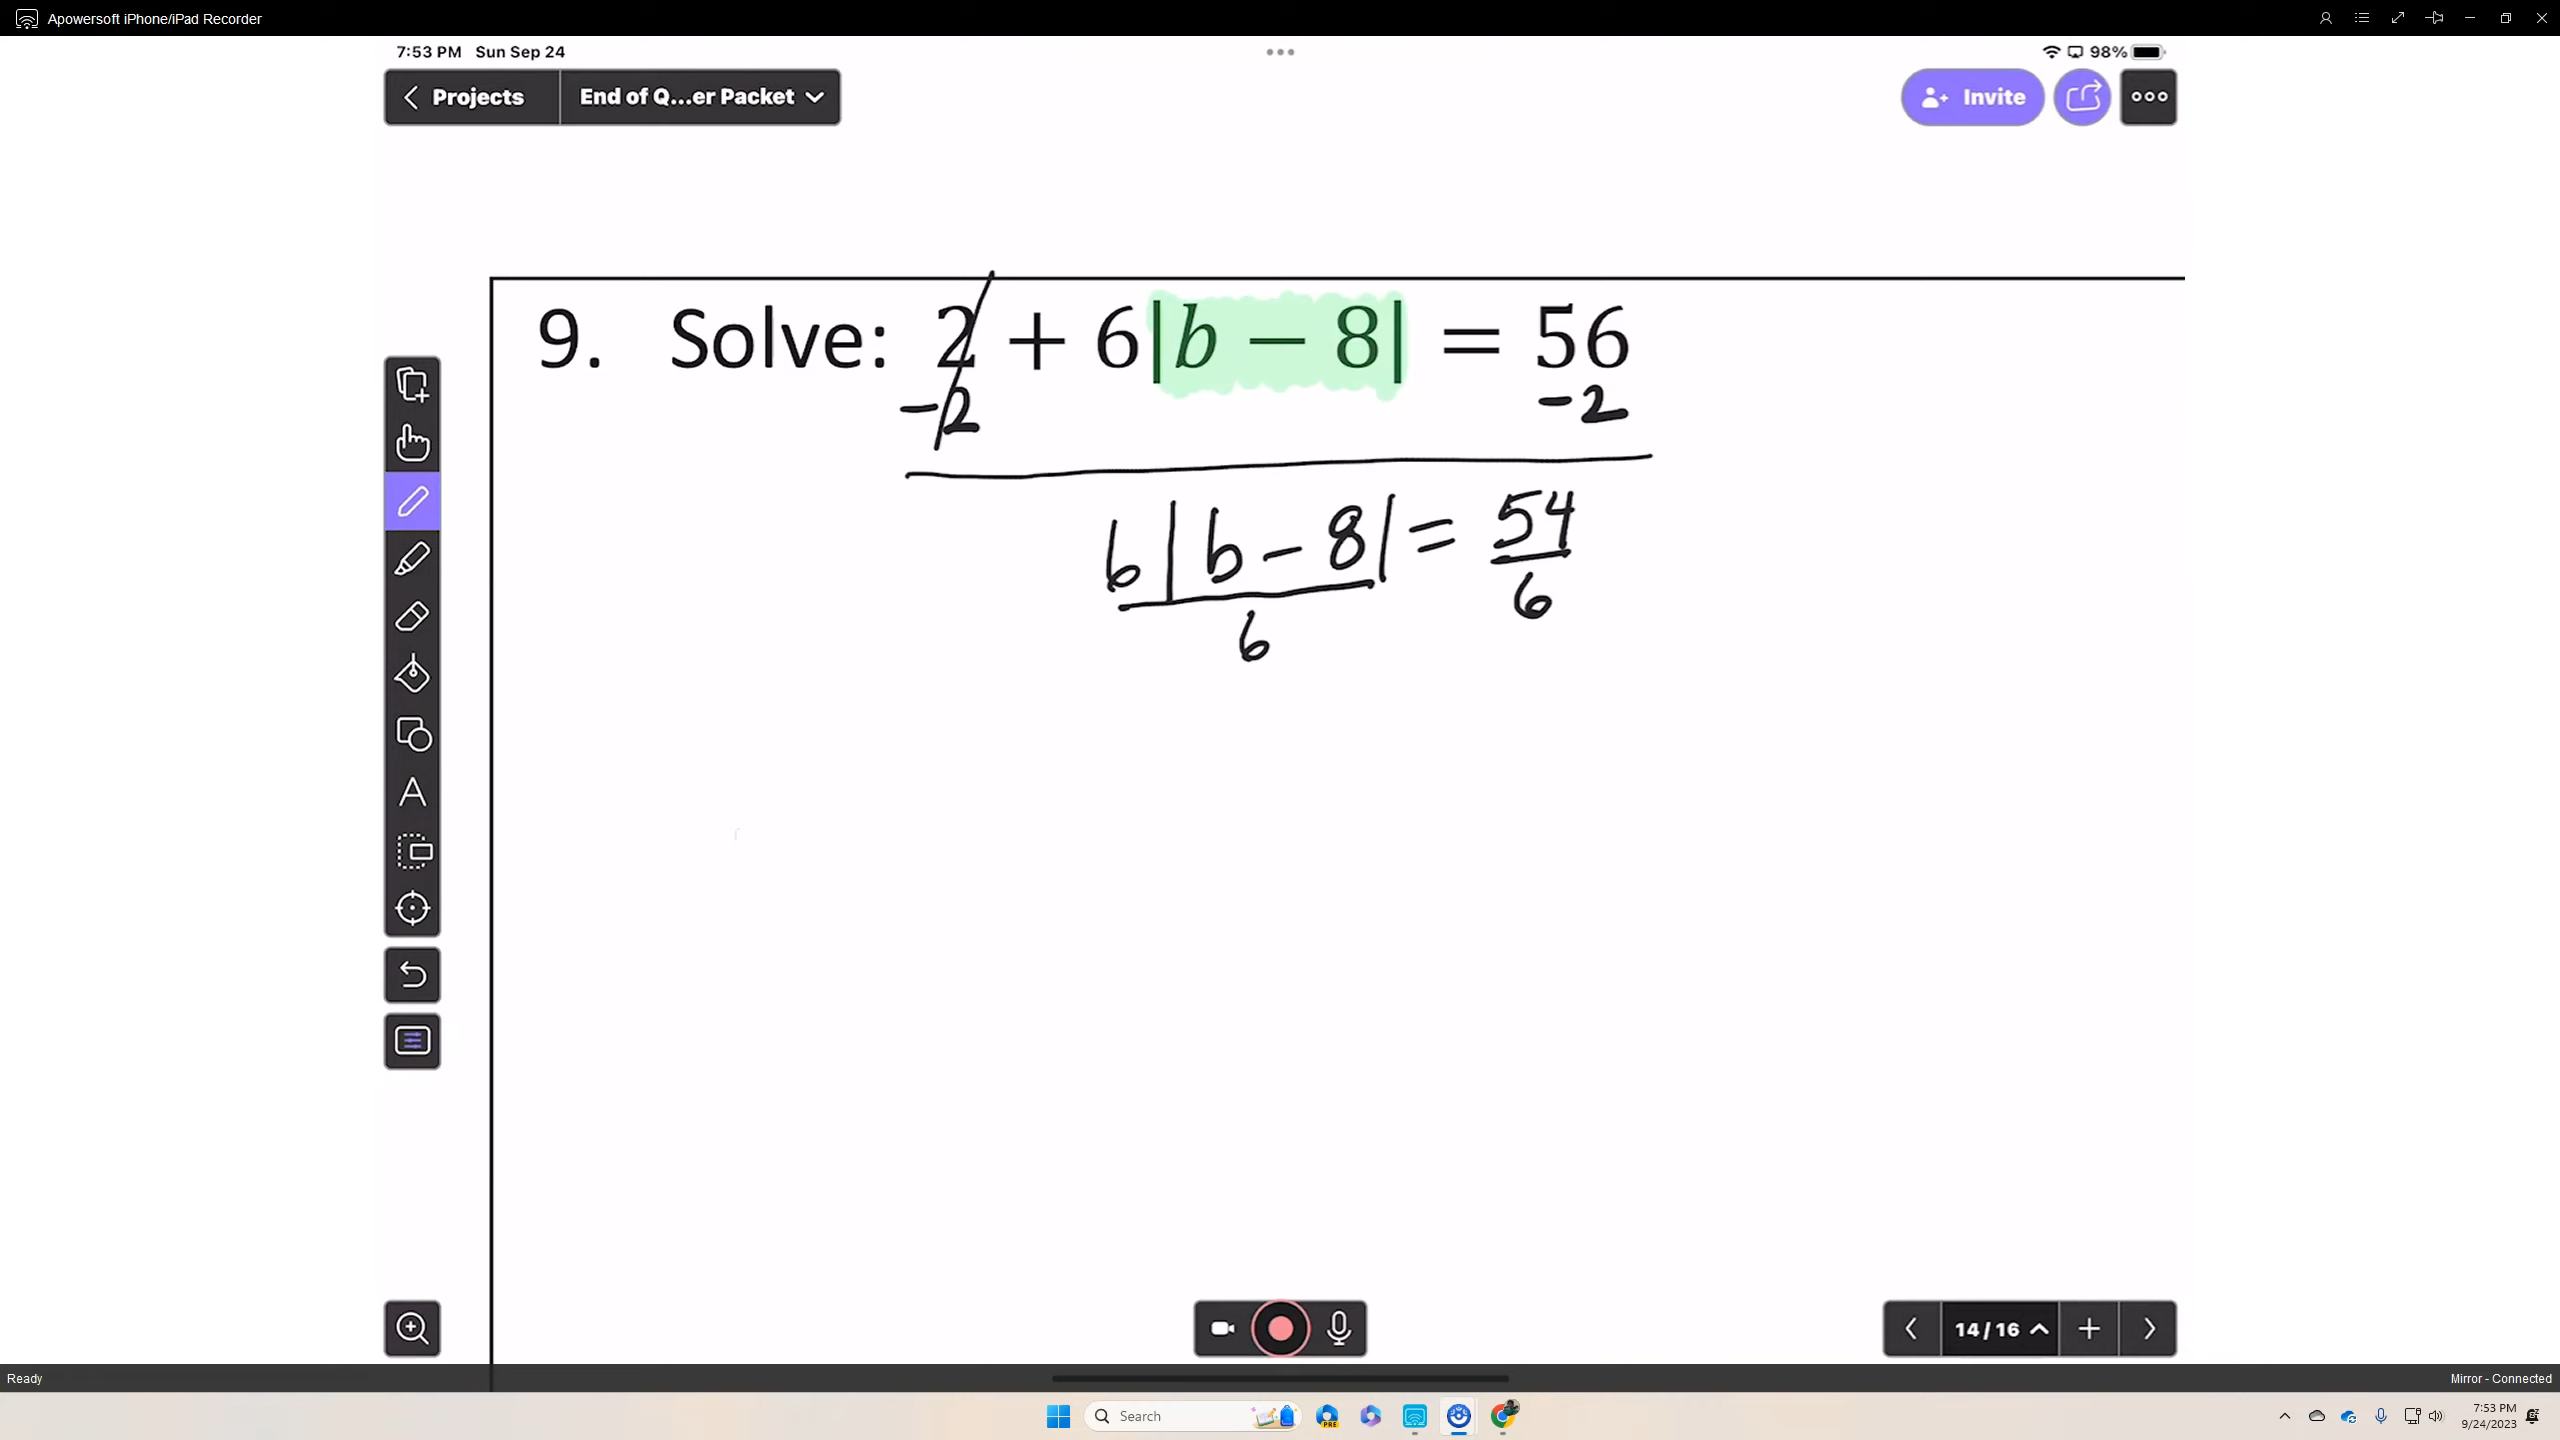 Apowersoft iPhone/iPad Recorder
7:53 PM Sun Sep 24
98%
Projects
End of Q...er Packet
Invite
9. Solve: 2 + 6|b − 8| = 56
-2 -2
6|b - 8| = 54
6 6
14/16
Ready
Mirror - Connected
Search
PRE
7:53 PM
9/24/2023